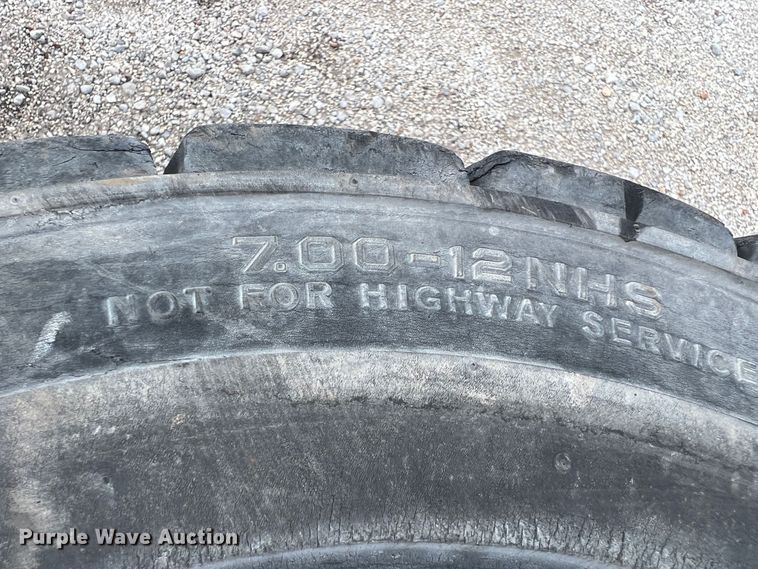 7.00-12NHS
NOT FOR HIGHWAY SERVICE
Purple Wave Auction®